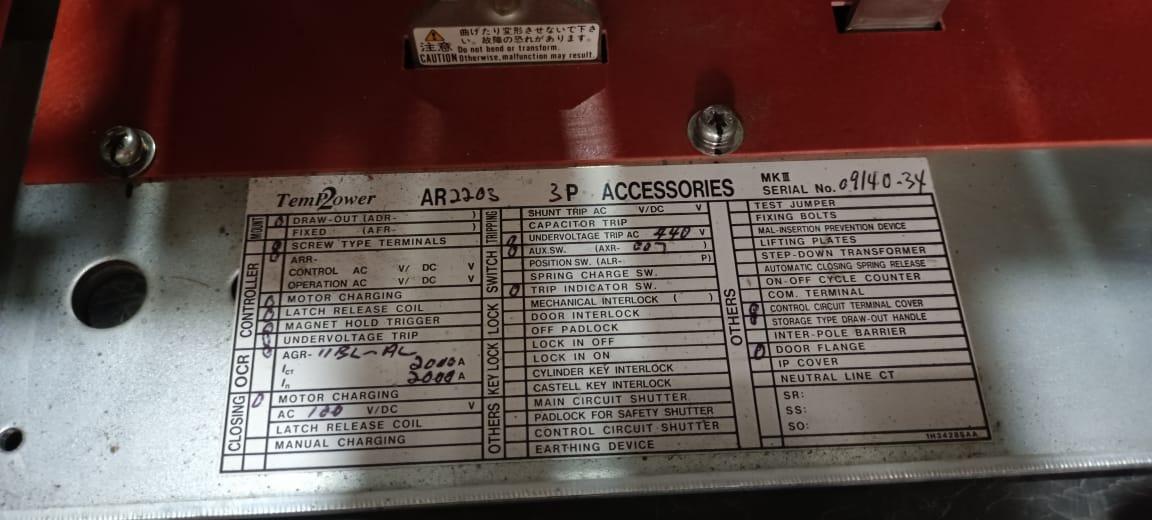 注意
曲げたり変形させないで下さ
い。故障の恐れがあります。
CAUTION
Do not bend or transform.
Otherwise, malfunction may result.
TemPower2 AR2203 3P ACCESSORIES MKⅢ SERIAL No. 09140-34
MOUNT
DRAW-OUT (ADR- )
FIXED (AFR- )
SCREW TYPE TERMINALS
CONTROLLER
ARR-
CONTROL AC V/ DC V
OPERATION AC V/ DC V
MOTOR CHARGING
LATCH RELEASE COIL
MAGNET HOLD TRIGGER
UNDERVOLTAGE TRIP
OCR
AGR-11BL-AL
ICT 2000A
In 2000A
CLOSING
MOTOR CHARGING
AC 100 V/DC V
LATCH RELEASE COIL
MANUAL CHARGING
TRIPPING
SHUNT TRIP AC V/DC V
CAPACITOR TRIP
UNDERVOLTAGE TRIP AC 440 V
SWITCH
AUX.SW. (AXR- 007 )
POSITION SW. (ALR- P)
SPRING CHARGE SW.
TRIP INDICATOR SW.
LOCK
MECHANICAL INTERLOCK ( )
DOOR INTERLOCK
OFF PADLOCK
KEY LOCK
LOCK IN OFF
LOCK IN ON
CYLINDER KEY INTERLOCK
CASTELL KEY INTERLOCK
OTHERS
MAIN CIRCUIT SHUTTER
PADLOCK FOR SAFETY SHUTTER
CONTROL CIRCUIT SHUTTER
EARTHING DEVICE
OTHERS
TEST JUMPER
FIXING BOLTS
MAL-INSERTION PREVENTION DEVICE
LIFTING PLATES
STEP-DOWN TRANSFORMER
AUTOMATIC CLOSING SPRING RELEASE
ON-OFF CYCLE COUNTER
COM. TERMINAL
CONTROL CIRCUIT TERMINAL COVER
STORAGE TYPE DRAW-OUT HANDLE
INTER-POLE BARRIER
DOOR FLANGE
IP COVER
NEUTRAL LINE CT
SR:
SS:
SO:
1H34285AA